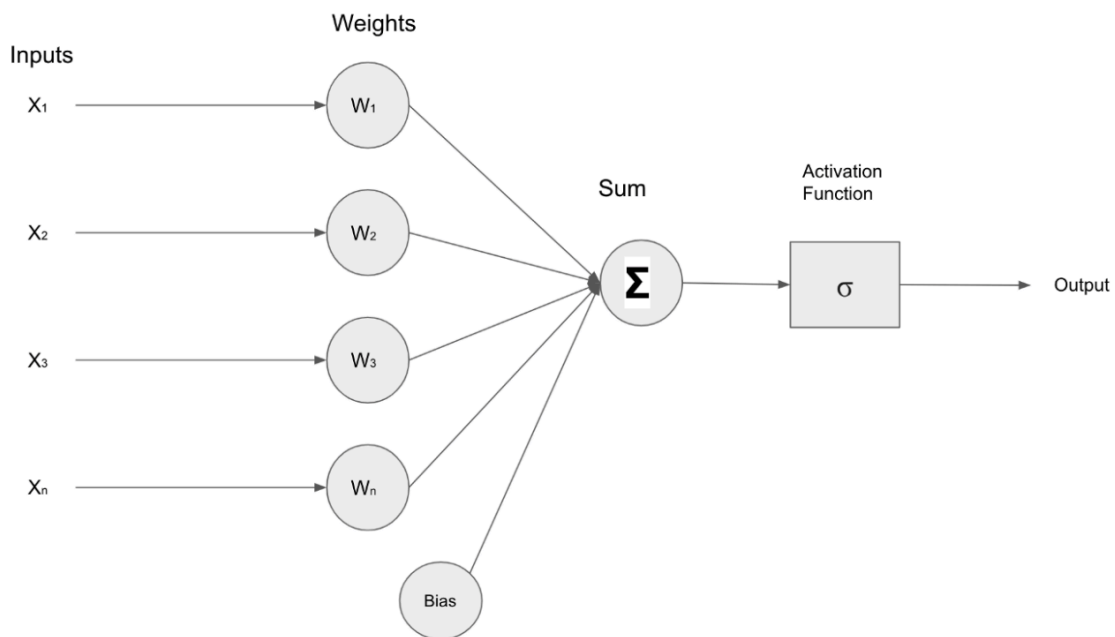 Weights
Inputs
X₁
W₁
Activation
Function
Sum
X₂
W₂
Σ
σ
Output
X₃
W₃
Xₙ
Wₙ
Bias